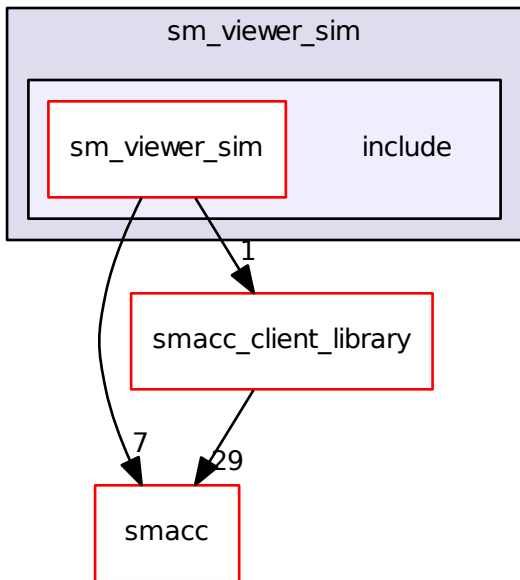 sm_viewer_sim
sm_viewer_sim
include
1
smacc_client_library
7
29
smacc